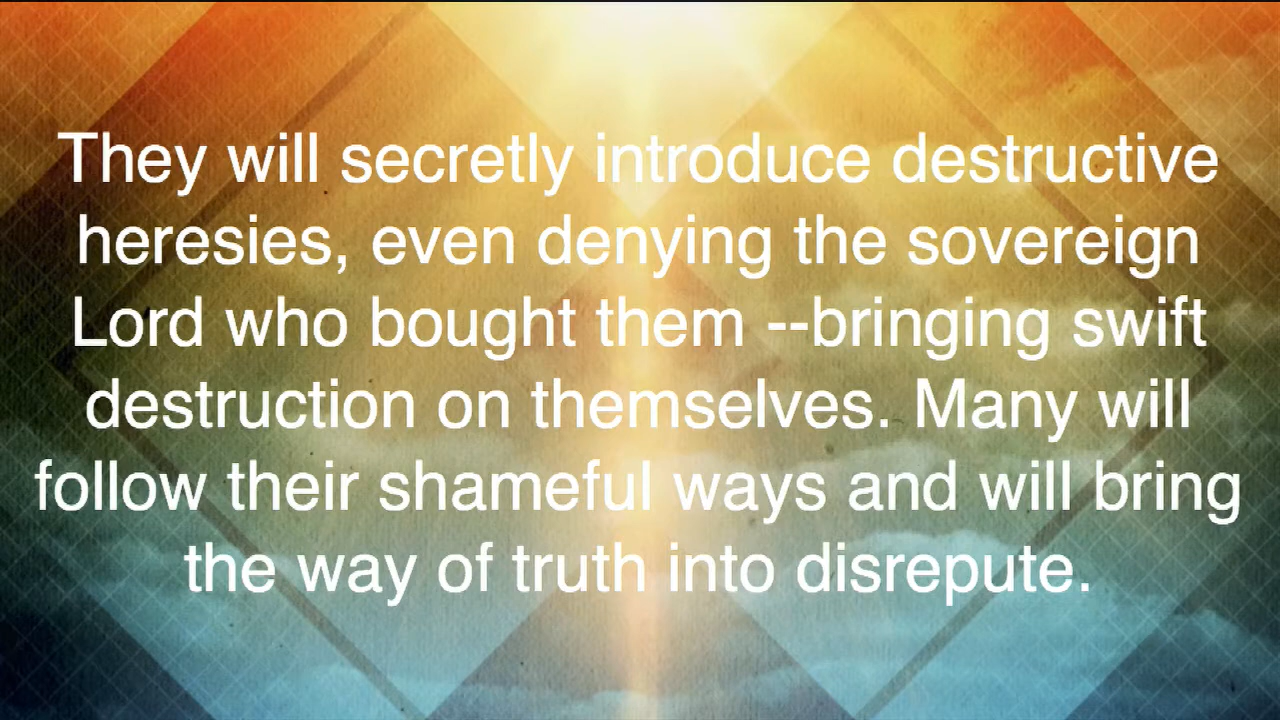 They will secretly introduce destructive
heresies, even denying the sovereign
Lord who bought them --bringing swift
destruction on themselves. Many will
follow their shameful ways and will bring
the way of truth into disrepute.